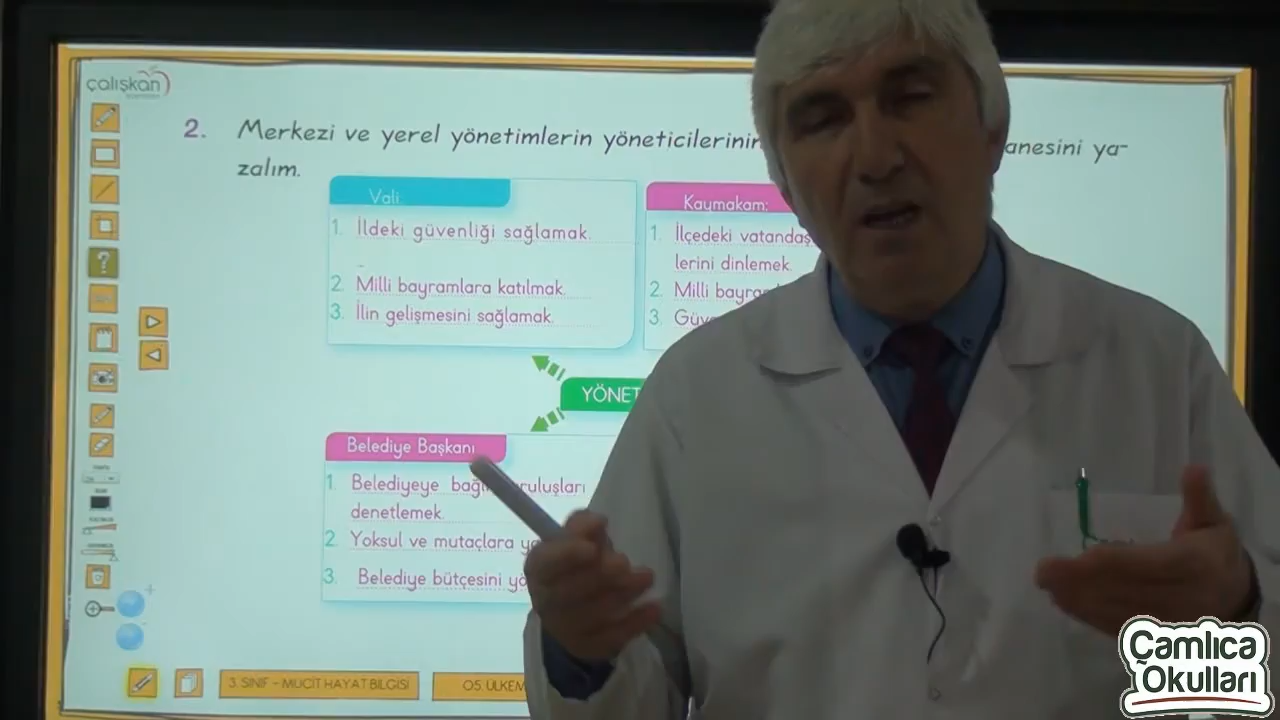 çalışkan
2. Merkezi ve yerel yönetimlerin yöneticilerinin anesini ya-
zalım.
Vali
1. İldeki güvenliği sağlamak.
2. Milli bayramlara katılmak.
3. İlin gelişmesini sağlamak.
Kaymakam:
1. İlçedeki vatandaş
lerini dinlemek.
2. Milli bayra
3. Güv
YÖNET
Belediye Başkanı
1. Belediyeye bağlı ruluşları
denetlemek.
2. Yoksul ve mutaçlara ya
3. Belediye bütçesini yö
3. SINIF - MUCİT HAYAT BİLGİSİ
05. ÜLKEM
Çamlıca
Okulları